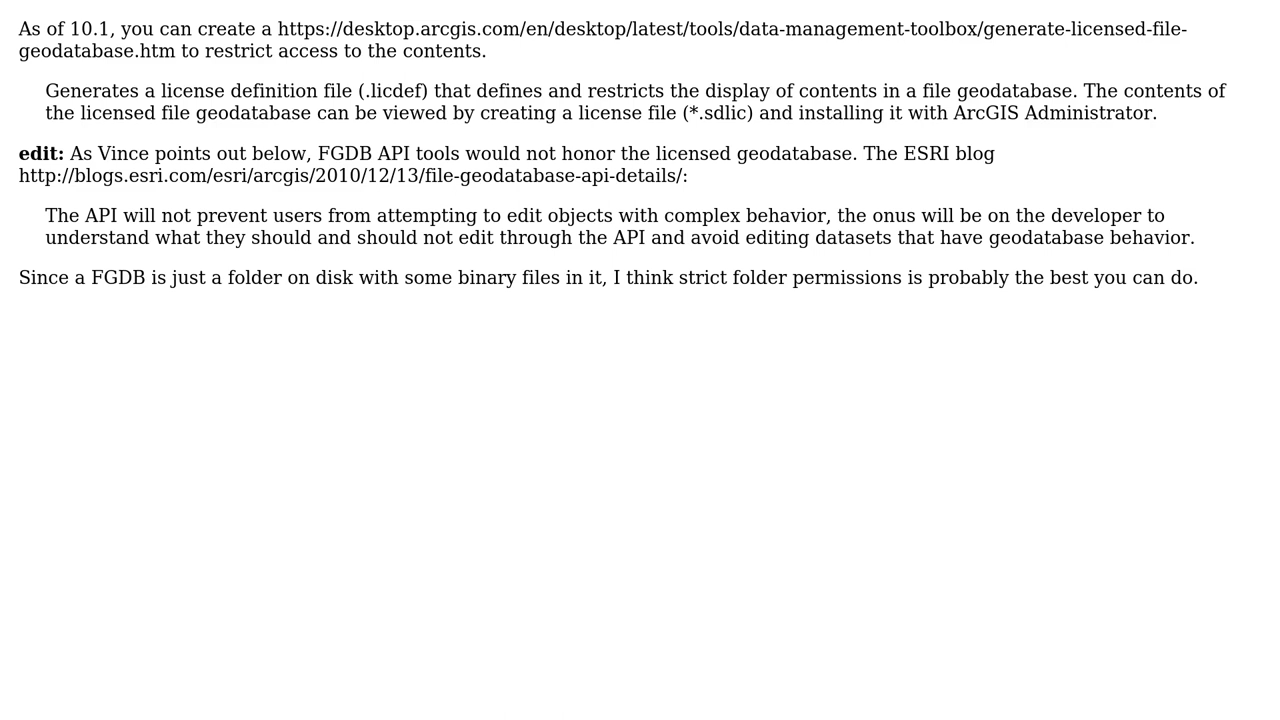 As of 10.1, you can create a https://desktop.arcgis.com/en/desktop/latest/tools/data-management-toolbox/generate-licensed-file-
geodatabase.htm to restrict access to the contents.
Generates a license definition file (.licdef) that defines and restricts the display of contents in a file geodatabase. The contents of
the licensed file geodatabase can be viewed by creating a license file (*.sdlic) and installing it with ArcGIS Administrator.
edit: As Vince points out below, FGDB API tools would not honor the licensed geodatabase. The ESRI blog
http://blogs.esri.com/esri/arcgis/2010/12/13/file-geodatabase-api-details/:
The API will not prevent users from attempting to edit objects with complex behavior, the onus will be on the developer to
understand what they should and should not edit through the API and avoid editing datasets that have geodatabase behavior.
Since a FGDB is just a folder on disk with some binary files in it, I think strict folder permissions is probably the best you can do.